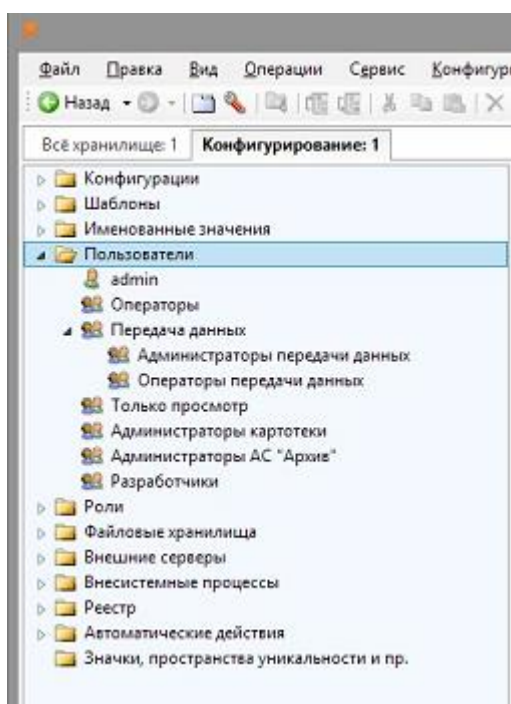 Файл Правка Вид Операции Сервис Конфигур
Назад
Всё хранилище: 1 Конфигурирование: 1
Конфигурации
Шаблоны
Именованные значения
Пользователи
admin
Операторы
Передача данных
Администраторы передачи данных
Операторы передачи данных
Только просмотр
Администраторы картотеки
Администраторы АС "Архив"
Разработчики
Роли
Файловые хранилища
Внешние серверы
Внесистемные процессы
Реестр
Автоматические действия
Значки, пространства уникальности и пр.